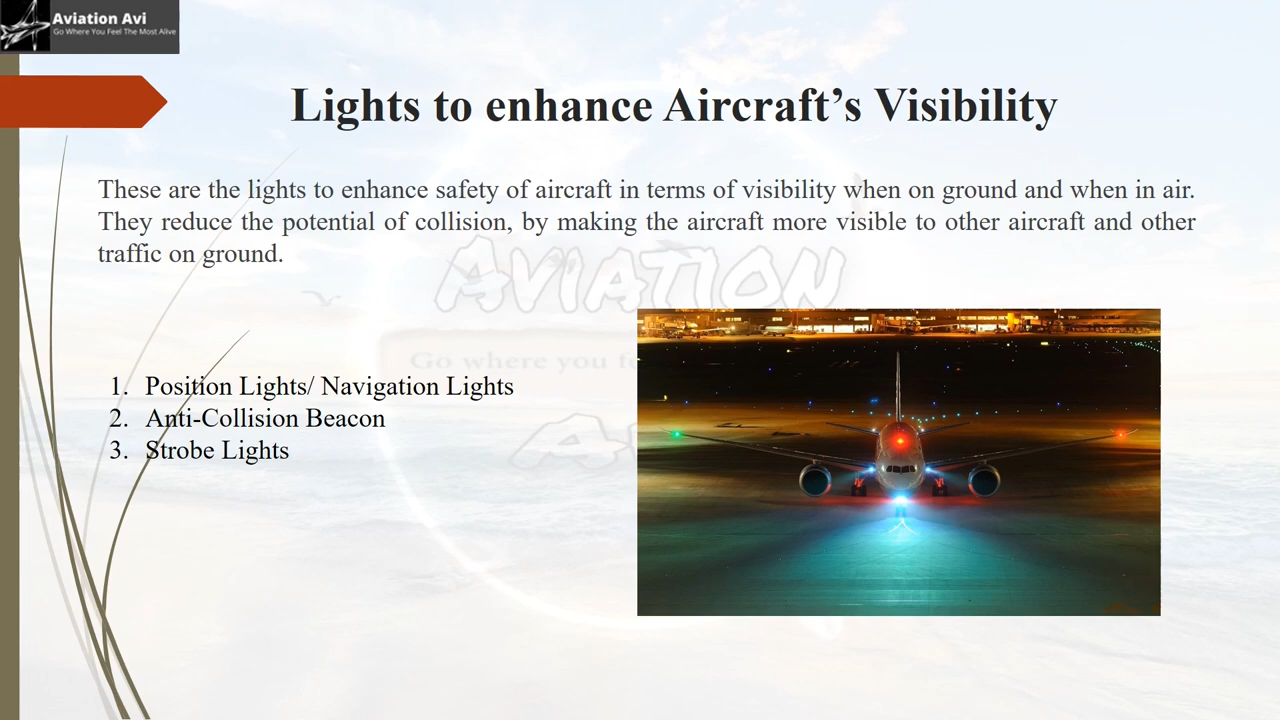 Aviation Avi
Go Where You Feel The Most Alive
Lights to enhance Aircraft’s Visibility
These are the lights to enhance safety of aircraft in terms of visibility when on ground and when in air.
They reduce the potential of collision, by making the aircraft more visible to other aircraft and other
traffic on ground.
AVIATION
Go where you
1. Position Lights/ Navigation Lights
2. Anti-Collision Beacon
3. Strobe Lights